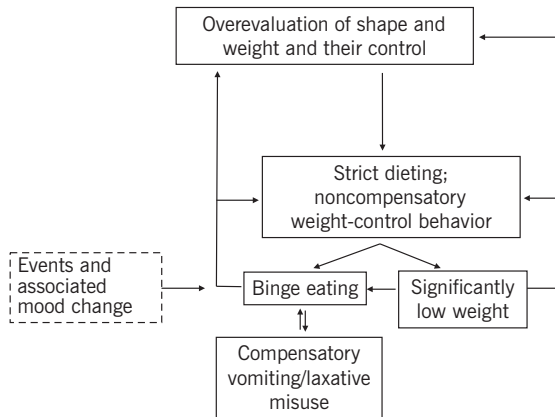 Overevaluation of shape and
weight and their control
Strict dieting;
noncompensatory
weight-control behavior
Events and
associated
mood change
Binge eating
Significantly
low weight
Compensatory
vomiting/laxative
misuse